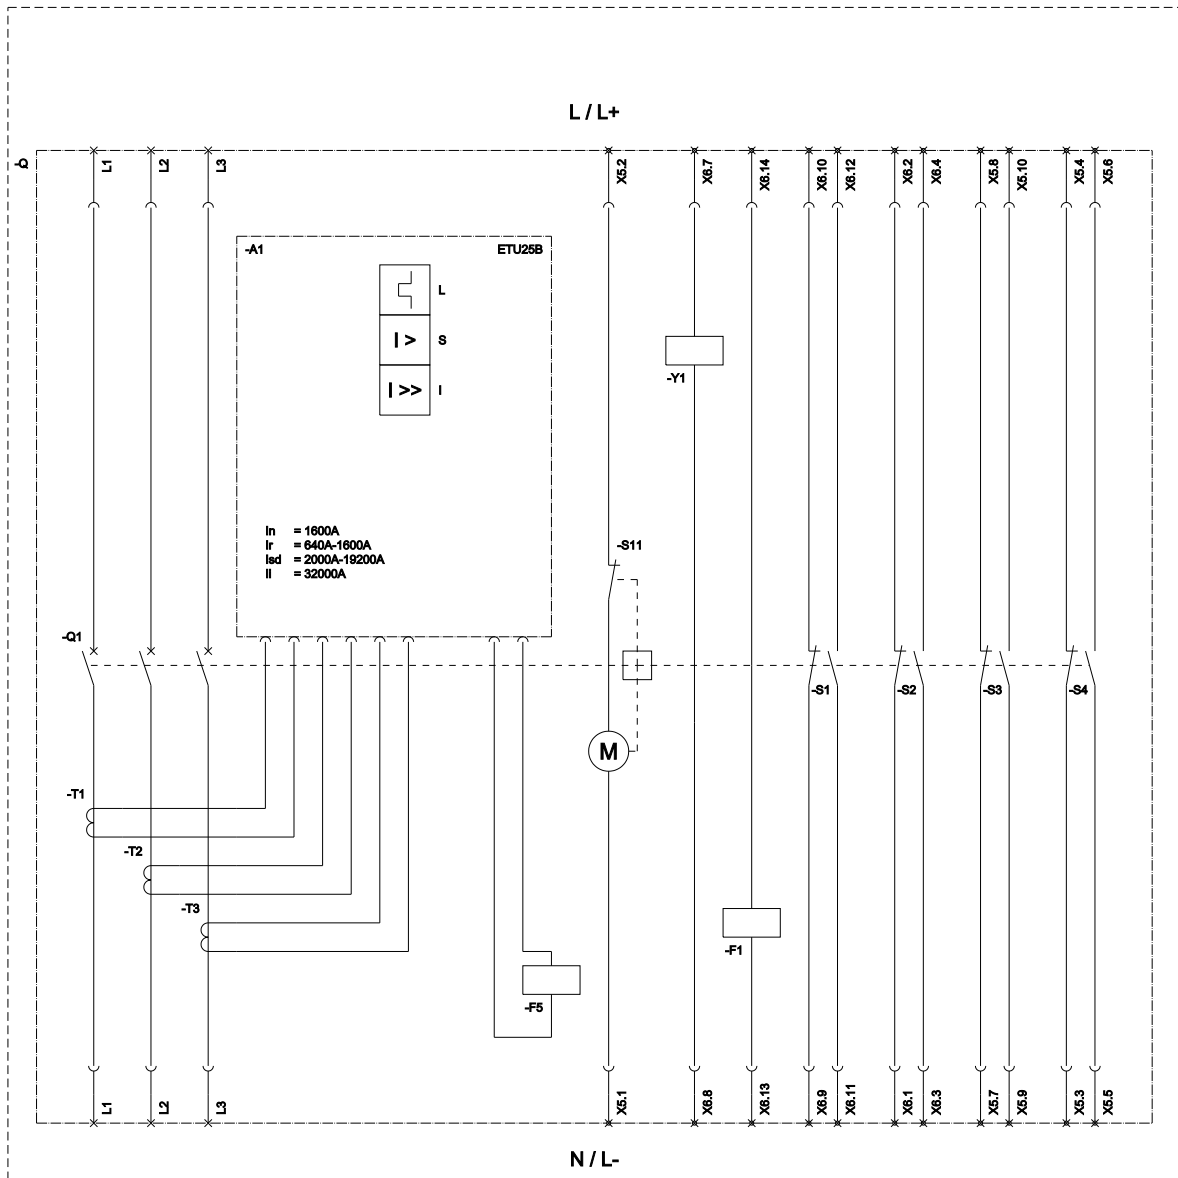 L / L+
-Q
L1
L2
L3
X5.2
X6.7
X6.14
X6.10
X6.12
X6.2
X6.4
X5.8
X5.10
X5.4
X5.6
-A1
ETU25B
L
I >
S
I >>
I
-Y1
In = 1600A
Ir = 640A-1600A
Isd = 2000A-19200A
Ii = 32000A
-S11
-Q1
-S1
-S2
-S3
-S4
M
-T1
-T2
-T3
-F1
-F5
L1
L2
L3
X5.1
X6.8
X6.13
X6.9
X6.11
X6.1
X6.3
X5.7
X5.9
X5.3
X5.5
N / L-